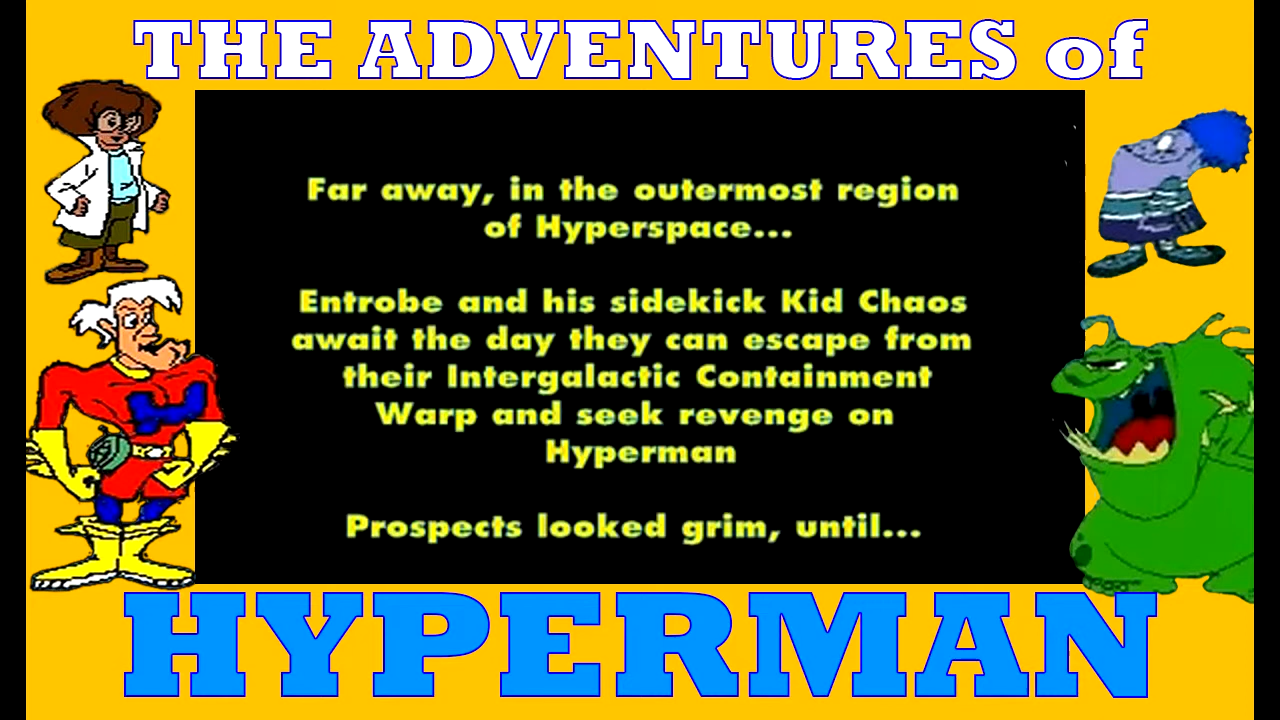 THE ADVENTURES of
Far away, in the outermost region
of Hyperspace...
Entrobe and his sidekick Kid Chaos
await the day they can escape from
their Intergalactic Containment
Warp and seek revenge on
Hyperman
Prospects looked grim, until...
HYPERMAN